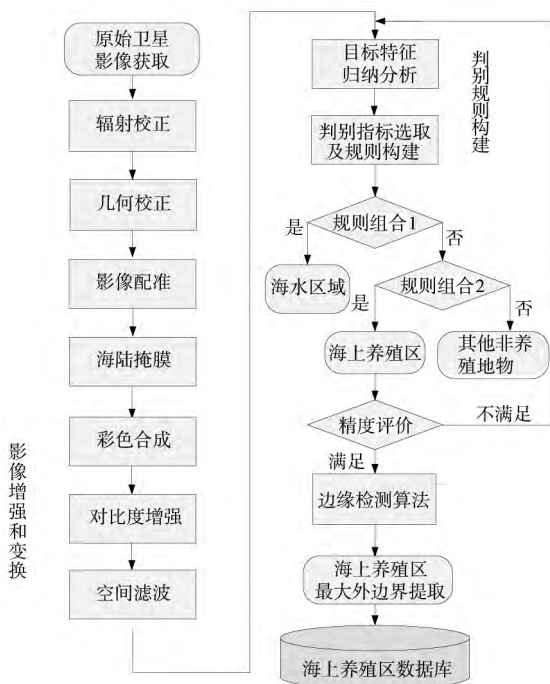 原始卫星
影像获取
辐射校正
几何校正
影像配准
海陆掩膜
彩色合成
对比度增强
空间滤波
影像增强和变换
目标特征
归纳分析
判别指标选取
及规则构建
判别规则构建
规则组合1
是
否
海水区域
规则组合2
是
否
海上养殖区
其他非养
殖地物
精度评价
不满足
满足
边缘检测算法
海上养殖区
最大外边界提取
海上养殖区数据库